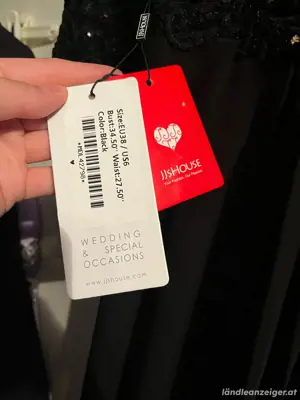 JJSHOUSE
Size:EU38 / US6
Bust:34.50" Waist:27.50"
Color:Black
WEDDING
& SPECIAL
OCCASIONS
www.jjshouse.com
JJSHOUSE
ländleanzeiger.at